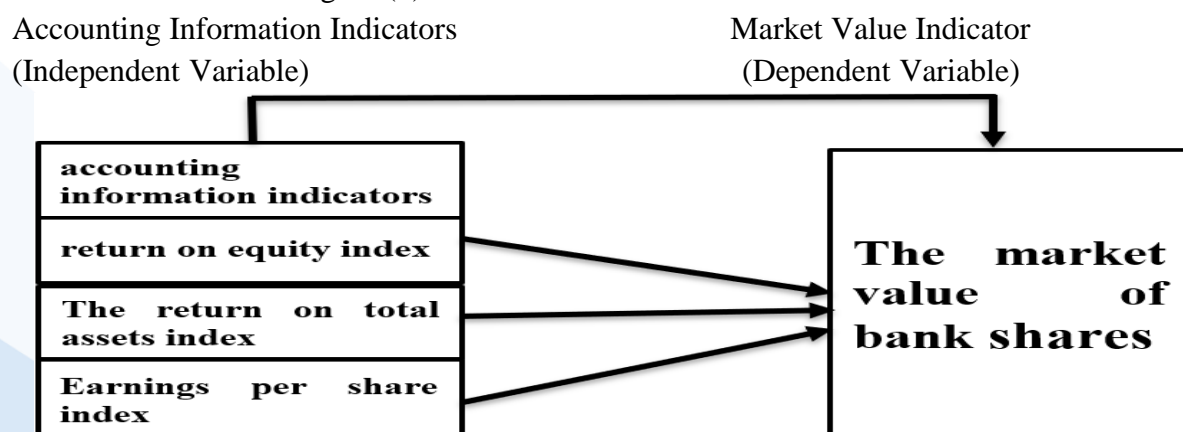 Accounting Information Indicators
Market Value Indicator
(Independent Variable)
(Dependent Variable)
accounting
information indicators
return on equity index
The return on total
assets index
Earnings per share
index
The market
value of
bank shares